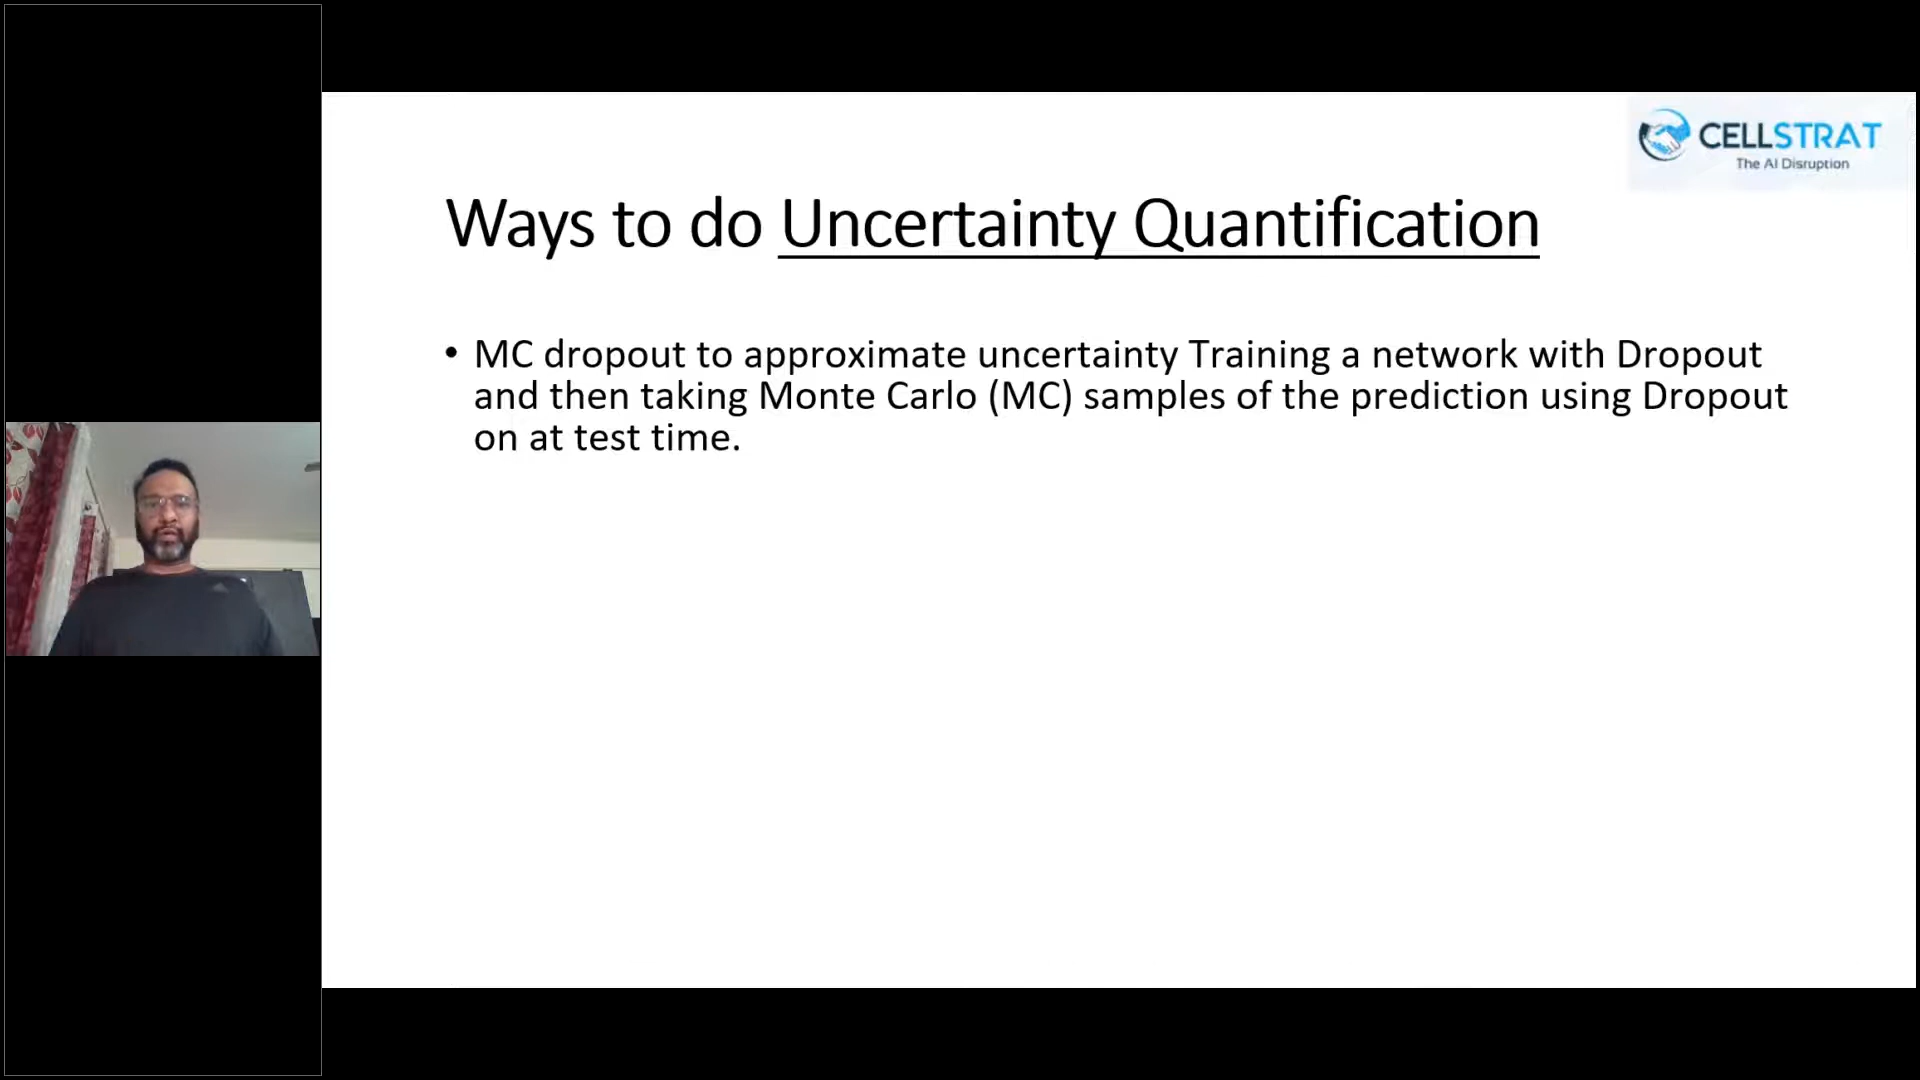 CELLSTRAT
The AI Disruption
Ways to do Uncertainty Quantification
• MC dropout to approximate uncertainty Training a network with Dropout
and then taking Monte Carlo (MC) samples of the prediction using Dropout
on at test time.